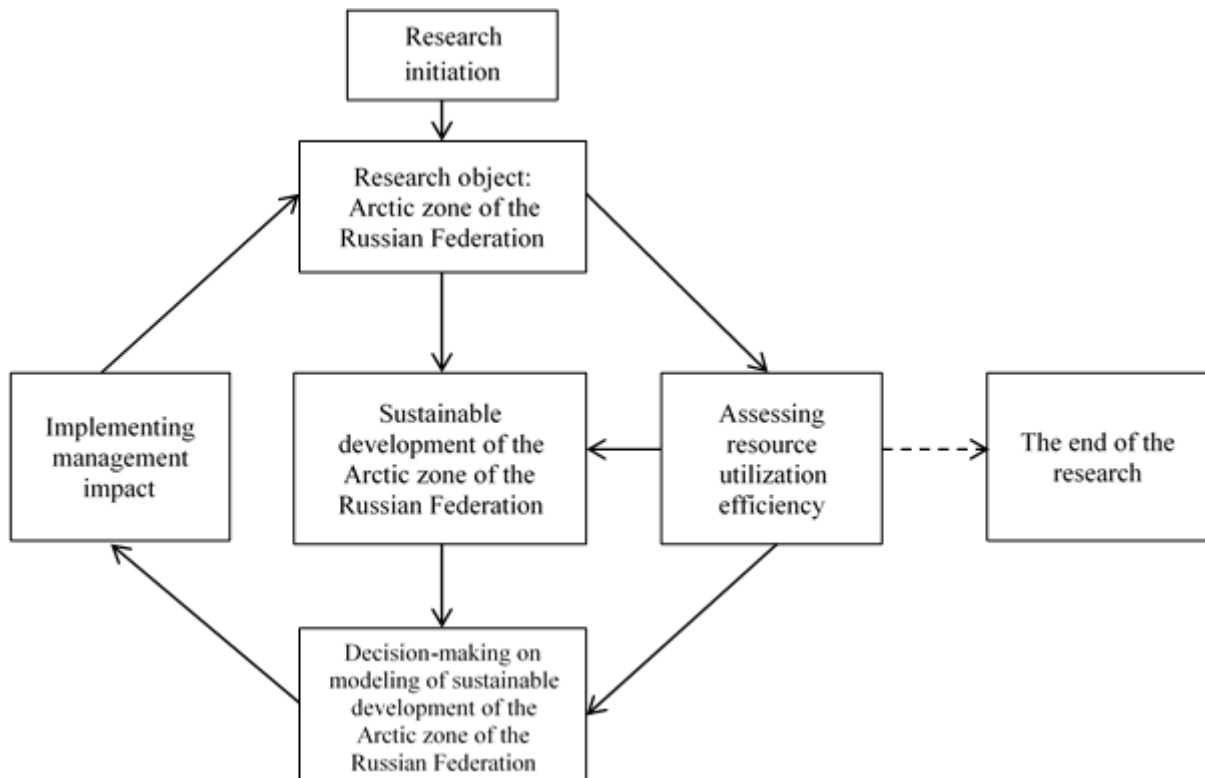 Research
initiation
Research object:
Arctic zone of the
Russian Federation
Implementing
management
impact
Sustainable
development of the
Arctic zone of the
Russian Federation
Assessing
resource
utilization
efficiency
The end of the
research
Decision-making on
modeling of sustainable
development of the
Arctic zone of the
Russian Federation